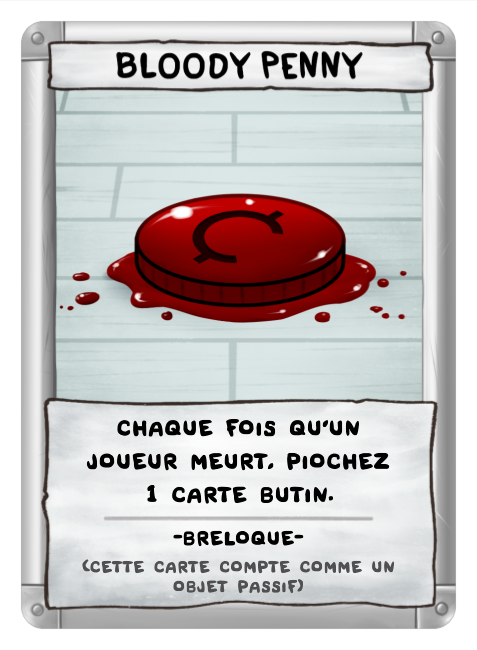 BLOODY PENNY
CHAQUE FOIS QU'UN
JOUEUR MEURT, PIOCHEZ
1 CARTE BUTIN.
-BRELOQUE-
(CETTE CARTE COMPTE COMME UN
OBJET PASSIF)